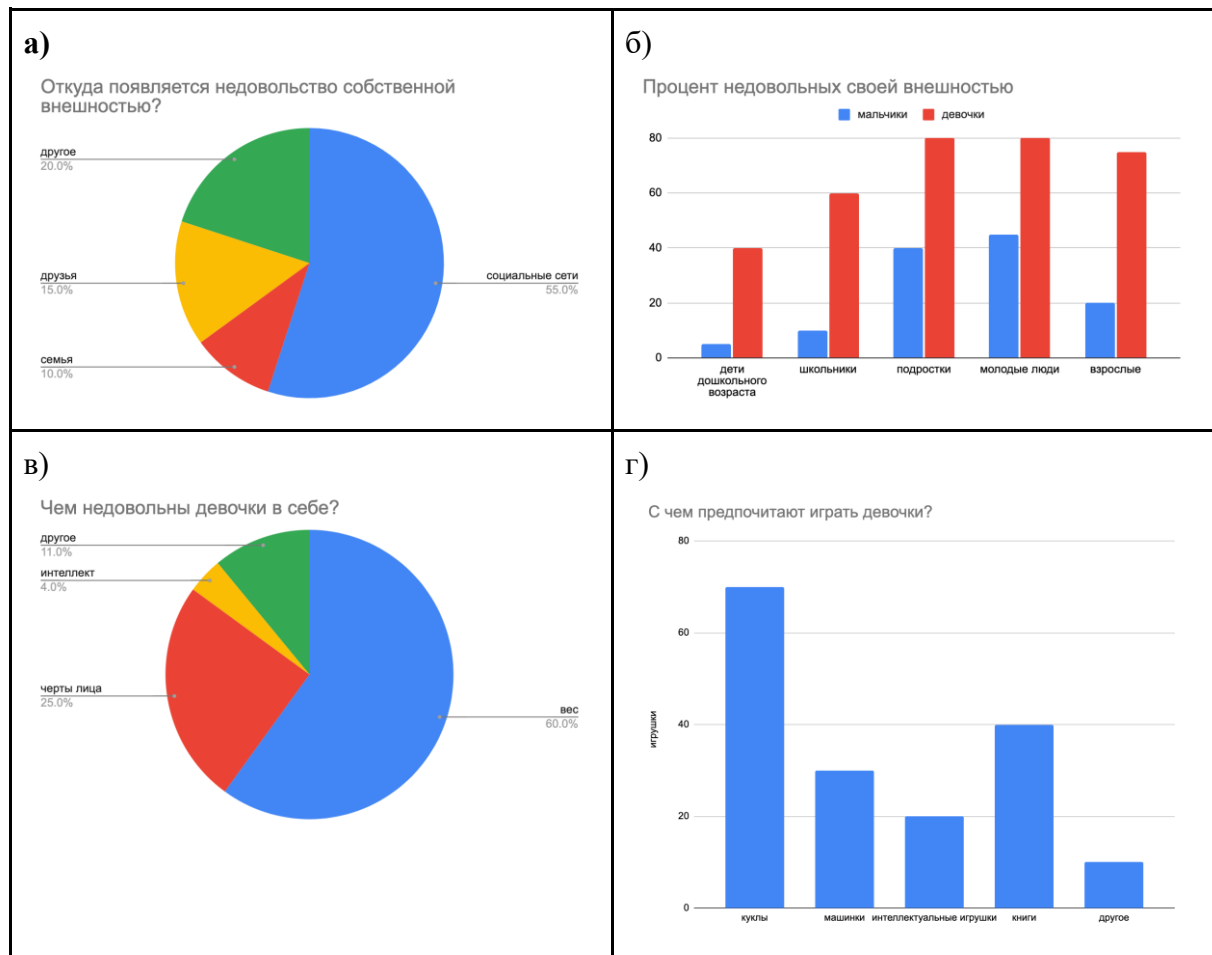 а)
Откуда появляется недовольство собственной
внешностью?
другое
20.0%
друзья
15.0%
социальные сети
55.0%
семья
10.0%
б)
Процент недовольных своей внешностью
мальчики девочки
80
60
40
20
0
дети
дошкольного
возраста
школьники
подростки
молодые люди
взрослые
в)
Чем недовольны девочки в себе?
другое
11.0%
интеллект
4.0%
черты лица
25.0%
вес
60.0%
г)
С чем предпочитают играть девочки?
игрушки
80
60
40
20
0
куклы
машинки
интеллектуальные игрушки
книги
другое